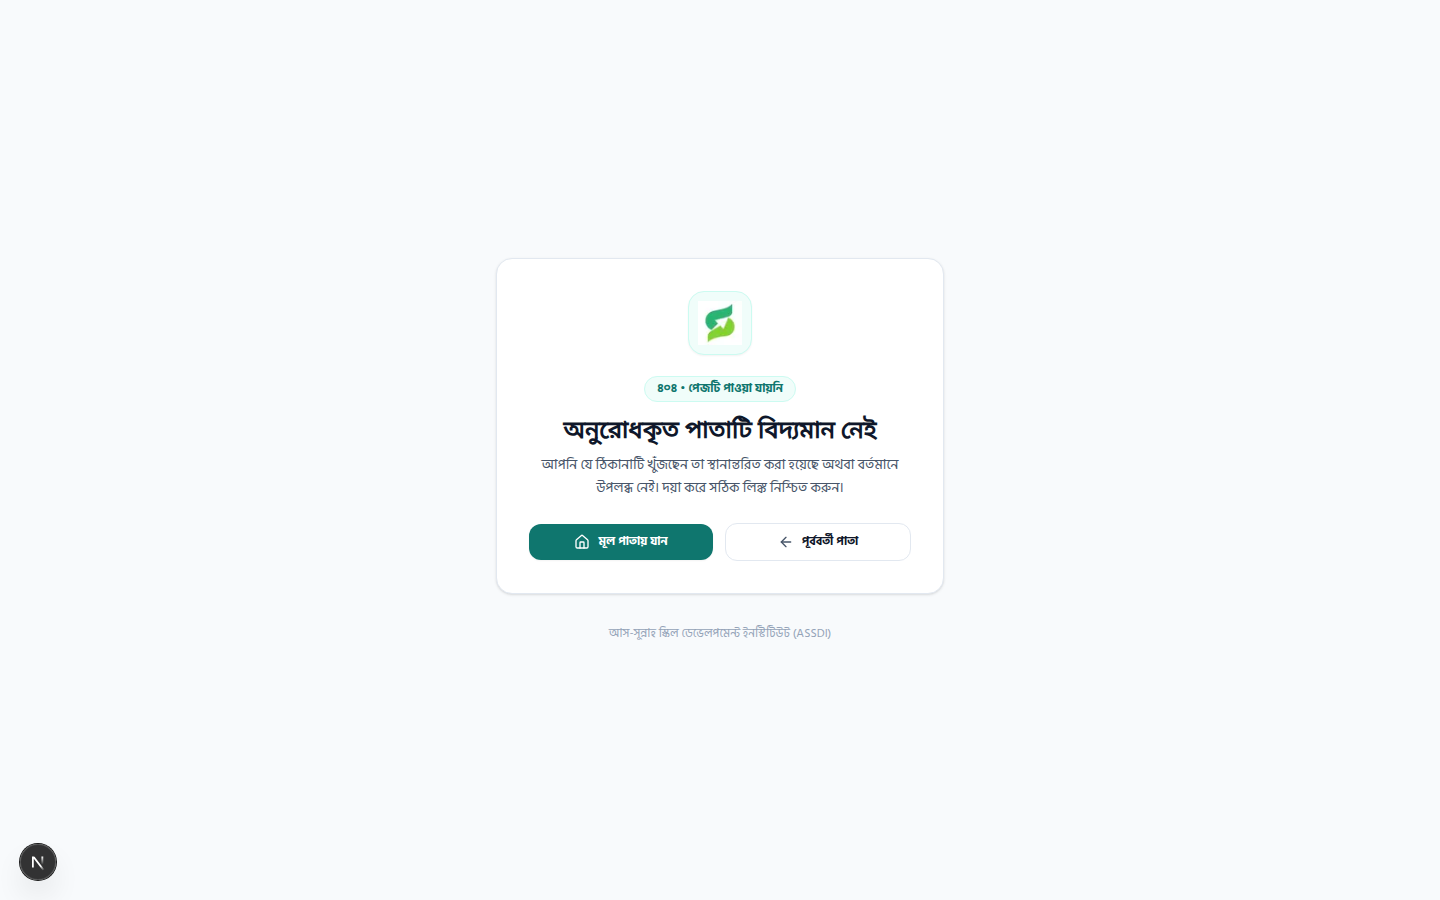 ৪০৪ • পেজটি পাওয়া যায়নি
অনুরোধকৃত পাতাটি বিদ্যমান নেই
আপনি যে ঠিকানাটি খুঁজছেন তা স্থানান্তরিত করা হয়েছে অথবা বর্তমানে
উপলব্ধ নেই। দয়া করে সঠিক লিঙ্ক নিশ্চিত করুন।
মূল পাতায় যান
পূর্ববর্তী পাতা
আস-সুন্নাহ স্কিল ডেভেলপমেন্ট ইনস্টিটিউট (ASSDI)
N